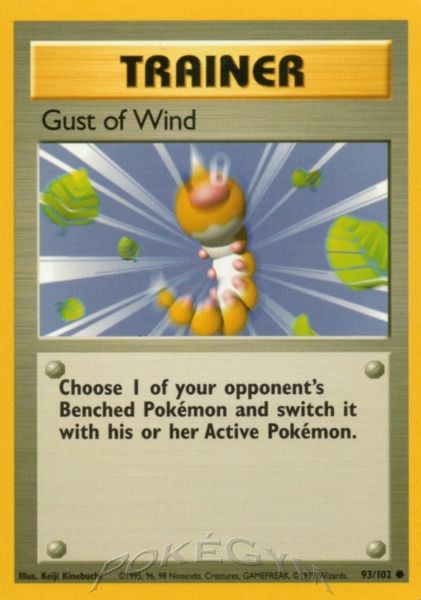 TRAINER
Gust of Wind
Choose 1 of your opponent's
Benched Pokémon and switch it
with his or her Active Pokémon.
Illus. Keiji Kinebuchi ©1995, 96, 98 Nintendo, Creatures, GAMEFREAK. ©1999 Wizards. 93/102 ●
POKÉGYM